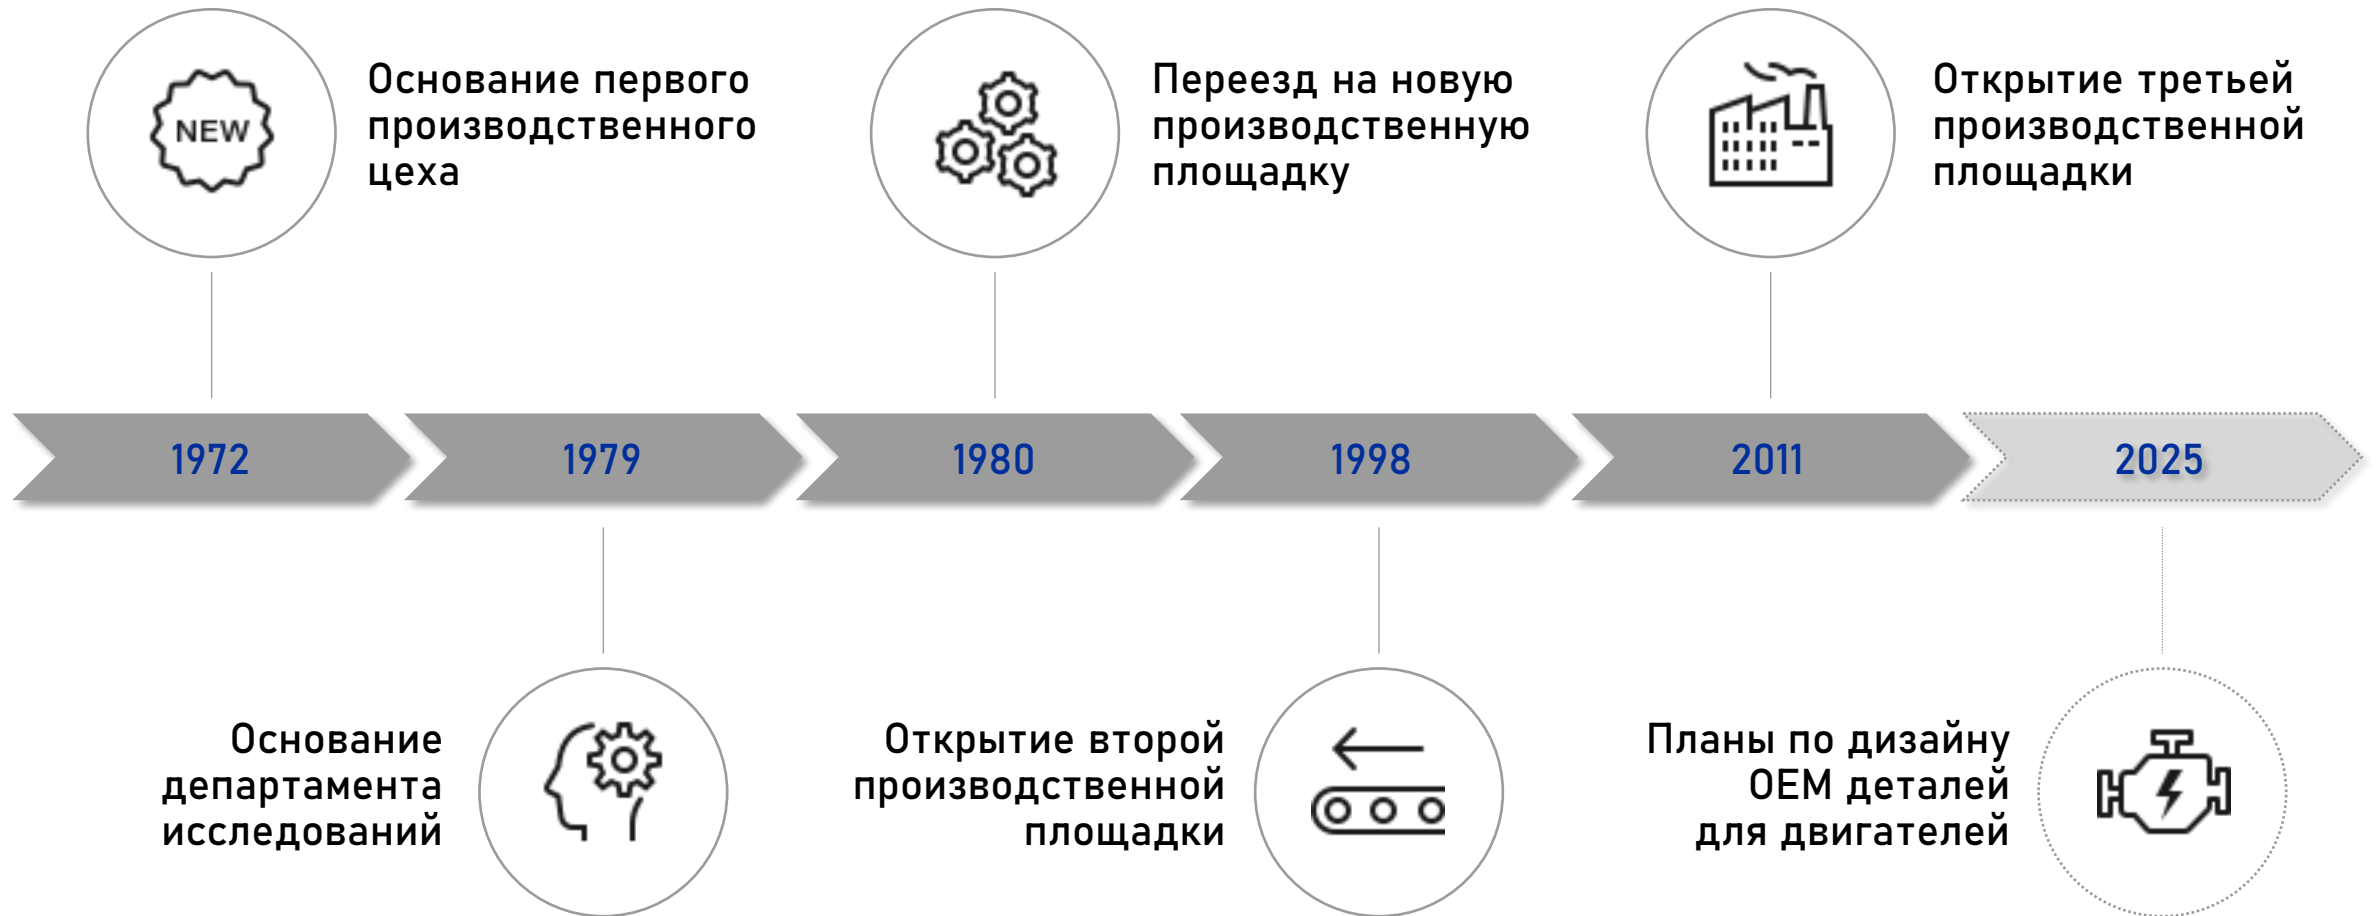 NEW
Основание первого
производственного
цеха
Переезд на новую
производственную
площадку
Открытие третьей
производственной
площадки
1972
1979
1980
1998
2011
2025
Основание
департамента
исследований
Открытие второй
производственной
площадки
Планы по дизайну
OEM деталей
для двигателей